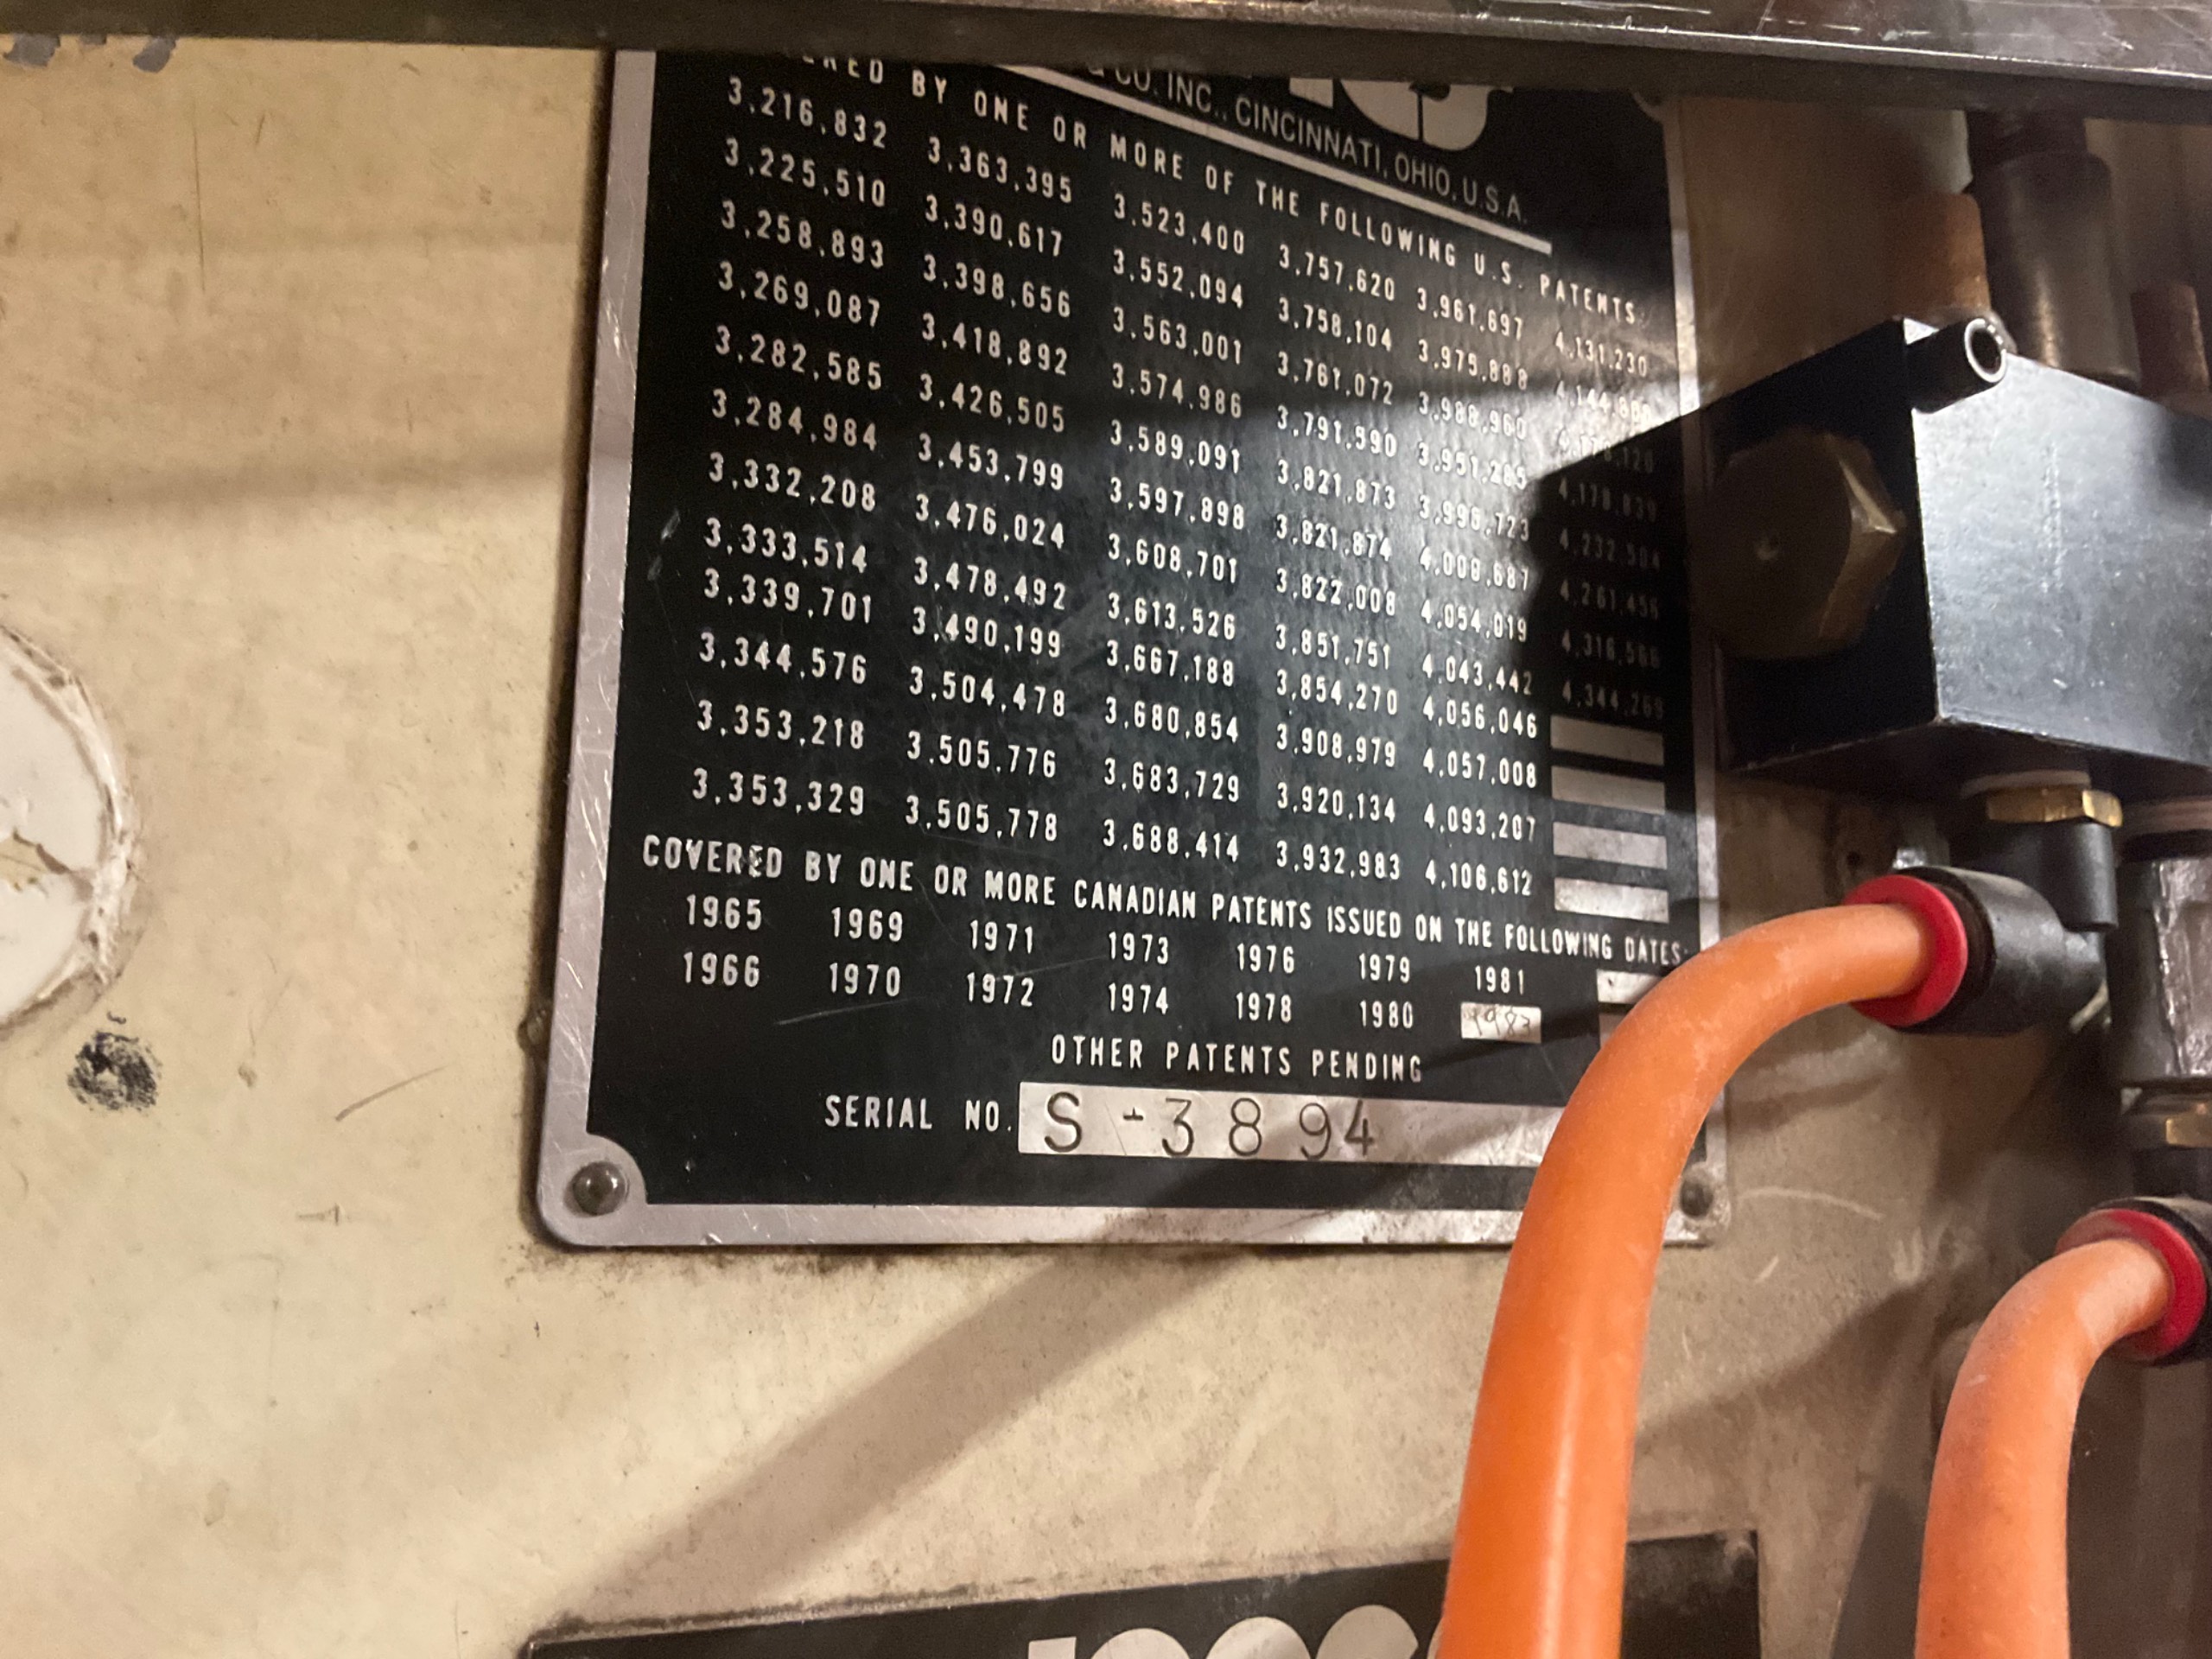 CO. INC., CINCINNATI, OHIO, U.S.A.
BY ONE OR MORE OF THE FOLLOWING U.S. PATENTS:
3,216,832 3,363,395 3,523,400 3,757,620 3,961,697 4,131,230
3,225,510 3,390,617 3,552,094 3,758,104 3,975,888
3,258,893 3,398,656 3,563,001 3,761,072 3,988,960
3,269,087 3,418,892 3,574,986 3,791,590 3,951,285 4,178,839
3,282,585 3,426,505 3,589,091 3,821,873 3,996,723 4,232,504
3,284,984 3,453,799 3,597,898 3,821,874 4,008,687 4,261,456
3,332,208 3,476,024 3,608,701 3,822,008 4,054,019 4,316,566
3,333,514 3,478,492 3,613,526 3,851,751 4,043,442 4,344,269
3,339,701 3,490,199 3,667,188 3,854,270 4,056,046
3,344,576 3,504,478 3,680,854 3,908,979 4,057,008
3,353,218 3,505,776 3,683,729 3,920,134 4,093,207
3,353,329 3,505,778 3,688,414 3,932,983 4,106,612
COVERED BY ONE OR MORE CANADIAN PATENTS ISSUED ON THE FOLLOWING DATES:
1965 1969 1971 1973 1976 1979 1981
1966 1970 1972 1974 1978 1980 1983
OTHER PATENTS PENDING
SERIAL NO. S-3894